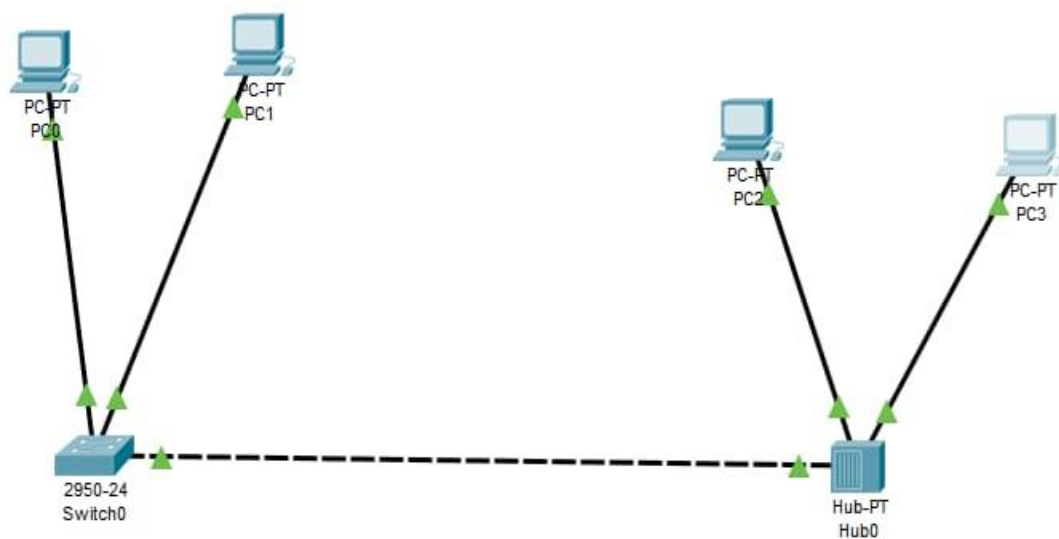 PC-PT
PC0
PC-PT
PC1
PC-PT
PC2
PC-PT
PC3
2950-24
Switch0
Hub-PT
Hub0